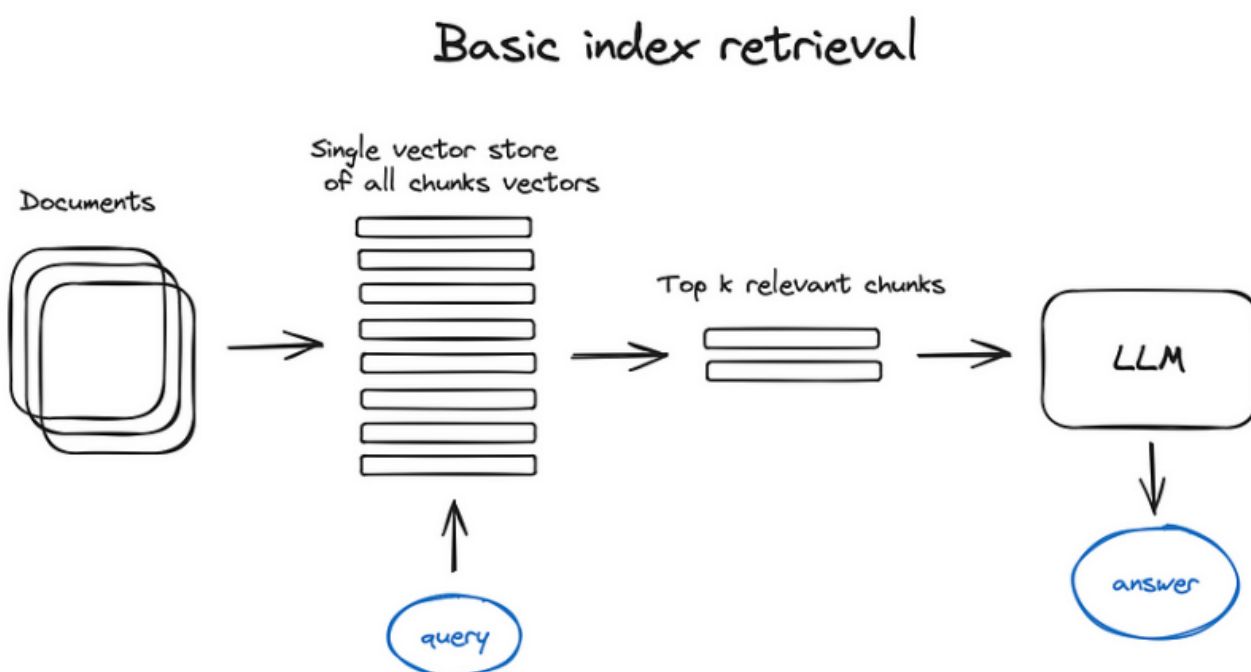 Basic index retrieval
Single vector store
of all chunks vectors
Documents
Top k relevant chunks
LLM
answer
query